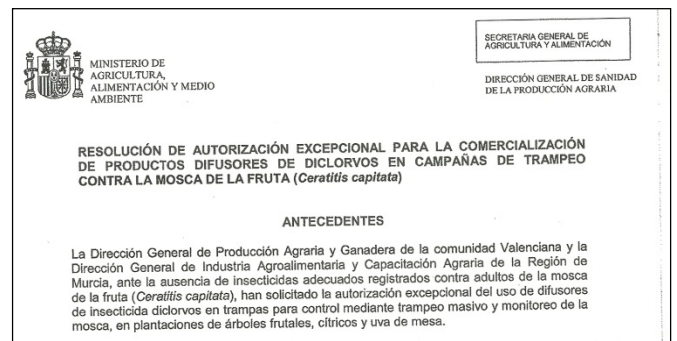 SECRETARIA GENERAL DE
AGRICULTURA Y ALIMENTACIÓN
MINISTERIO DE
AGRICULTURA,
ALIMENTACIÓN Y MEDIO
AMBIENTE
DIRECCIÓN GENERAL DE SANIDAD
DE LA PRODUCCIÓN AGRARIA
RESOLUCIÓN DE AUTORIZACIÓN EXCEPCIONAL PARA LA COMERCIALIZACIÓN
DE PRODUCTOS DIFUSORES DE DICLORVOS EN CAMPAÑAS DE TRAMPEO
CONTRA LA MOSCA DE LA FRUTA (Ceratitis capitata)
ANTECEDENTES
La Dirección General de Producción Agraria y Ganadera de la comunidad Valenciana y la
Dirección General de Industria Agroalimentaria y Capacitación Agraria de la Región de
Murcia, ante la ausencia de insecticidas adecuados registrados contra adultos de la mosca
de la fruta (Ceratitis capitata), han solicitado la autorización excepcional del uso de difusores
de insecticida diclorvos en trampas para control mediante trampeo masivo y monitoreo de la
mosca, en plantaciones de árboles frutales, cítricos y uva de mesa.